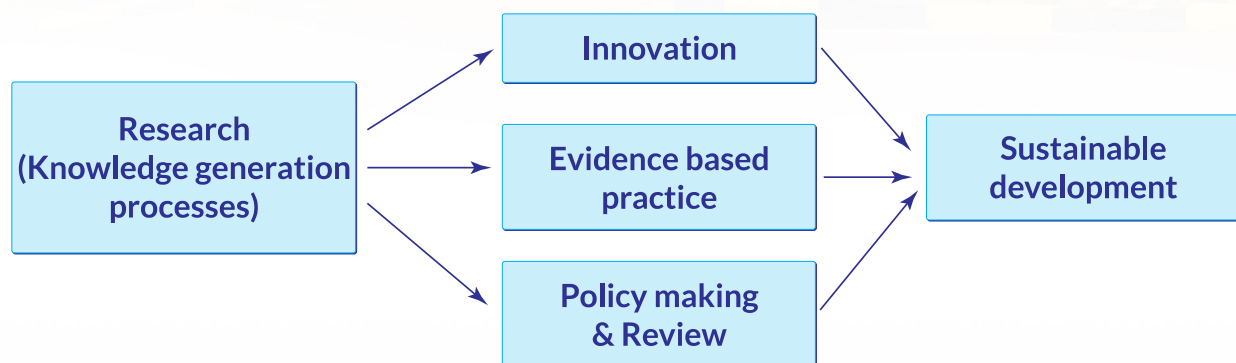 Research
(Knowledge generation
processes)
Innovation
Evidence based
practice
Policy making
& Review
Sustainable
development